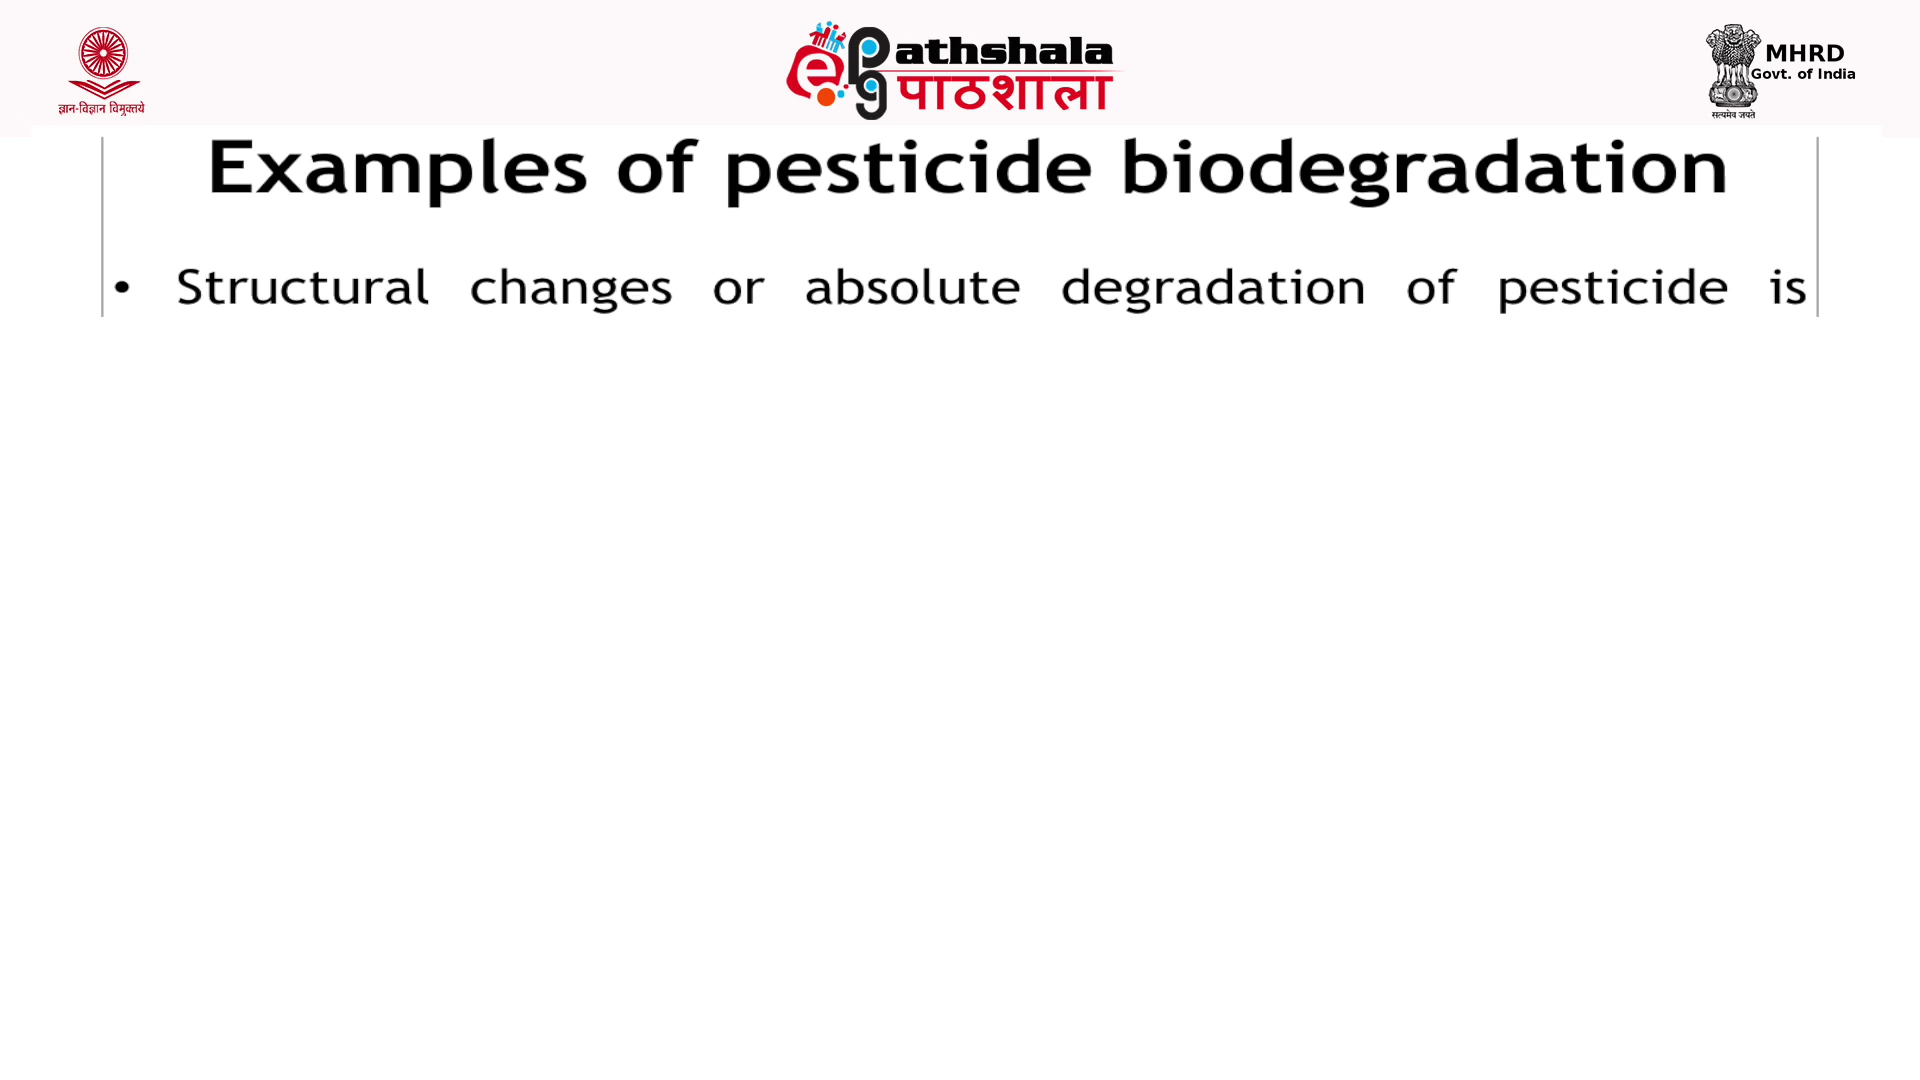 ज्ञान-विज्ञान विमुक्तये
ePG athshala
पाठशाला
MHRD
Govt. of India
सत्यमेव जयते
Examples of pesticide biodegradation
• Structural changes or absolute degradation of pesticide is